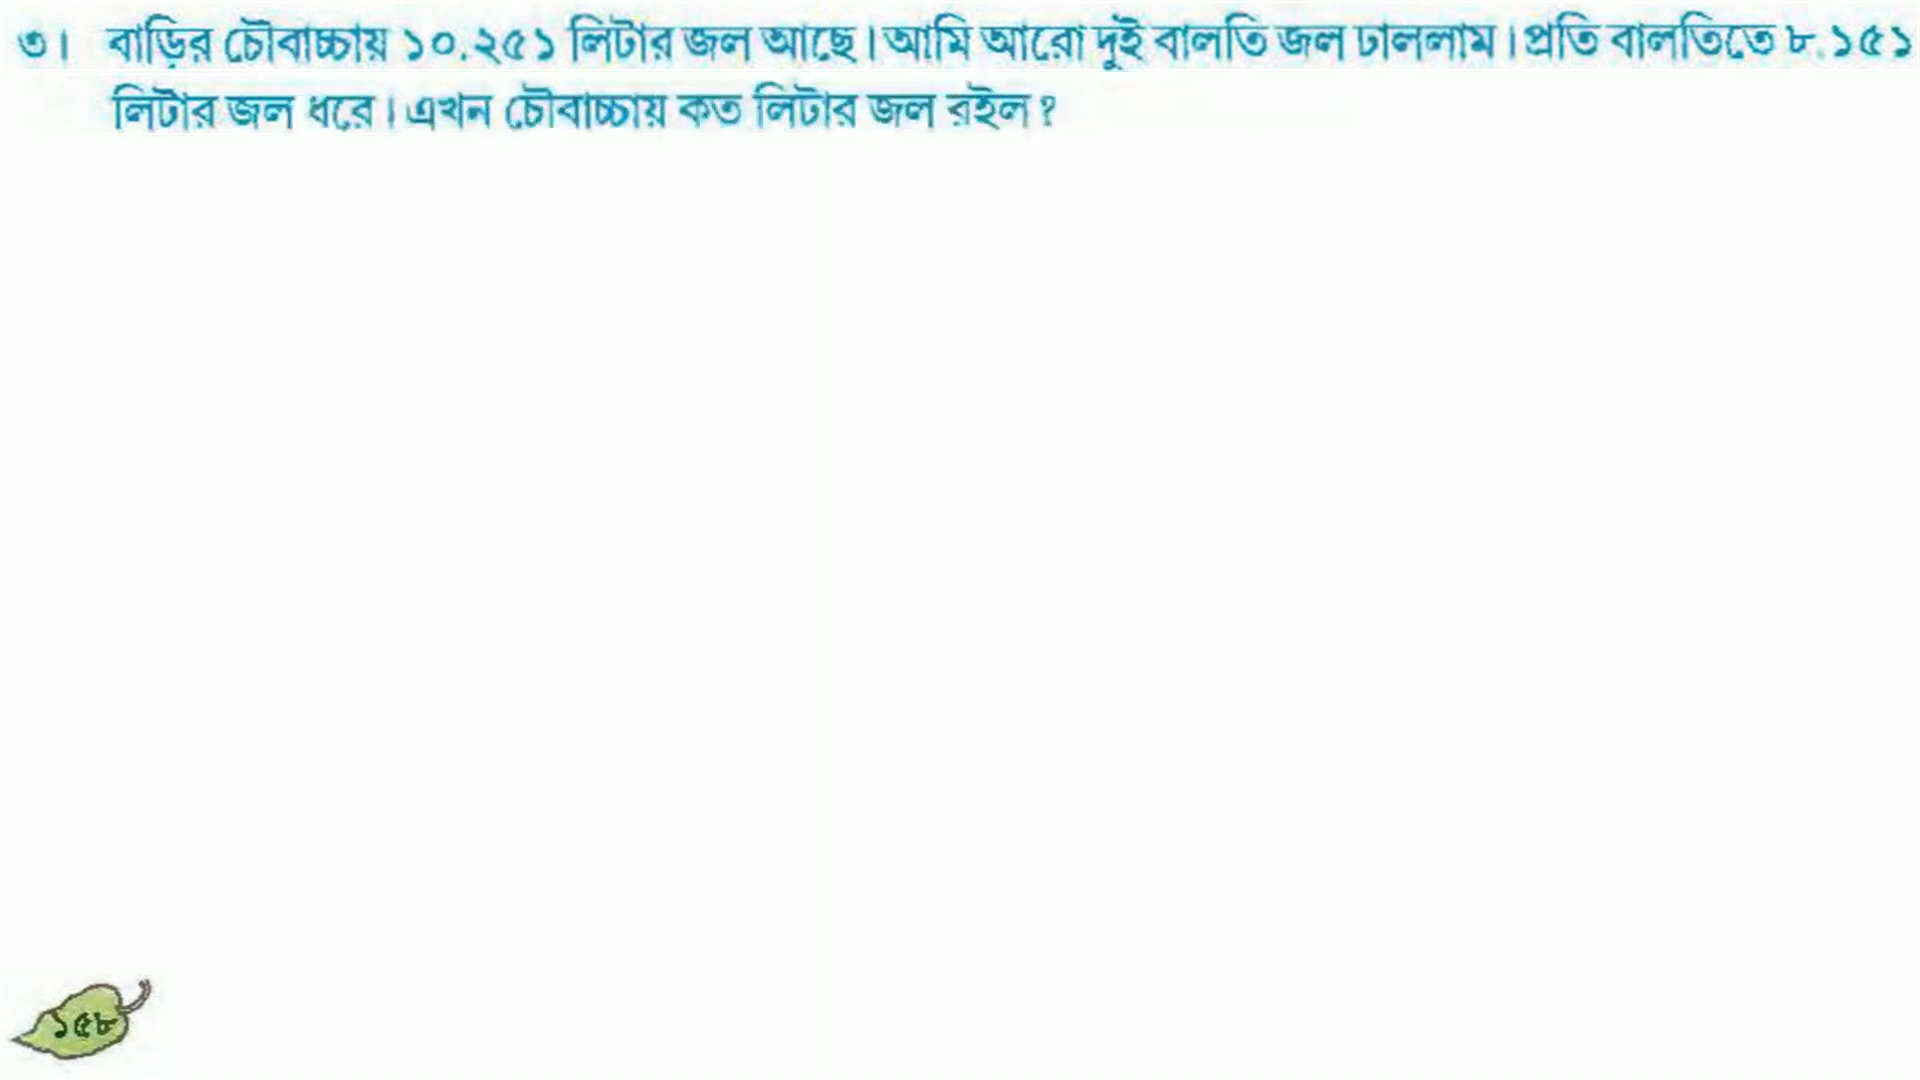 ৩। বাড়ির চৌবাচ্চায় ১০.২৫১ লিটার জল আছে। আমি আরো দুই বালতি জল ঢাললাম। প্রতি বালতিতে ৮.১৫১
লিটার জল ধরে। এখন চৌবাচ্চায় কত লিটার জল রইল?
১৫৮